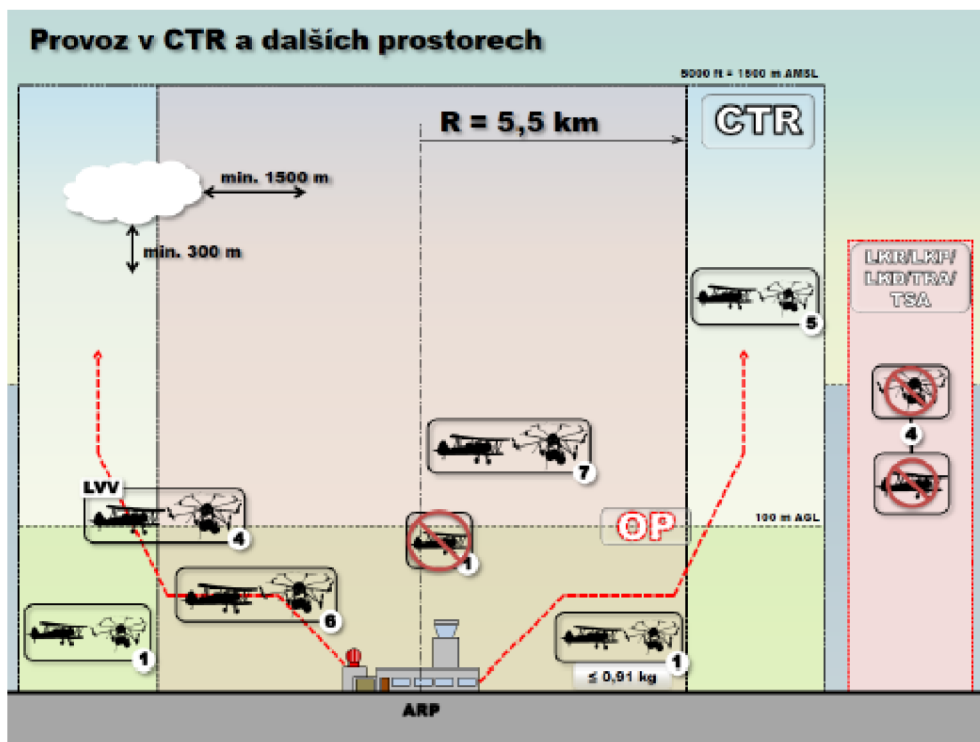 Provoz v CTR a dalších prostorech
5000 ft = 1500 m AMSL
R = 5,5 km
CTR
min. 1500 m
min. 300 m
LKR/LKP/
LKD/TRA/
TSA
5
4
7
LVV
4
OP
100 m AGL
1
6
1
1
≤ 0,91 kg
ARP